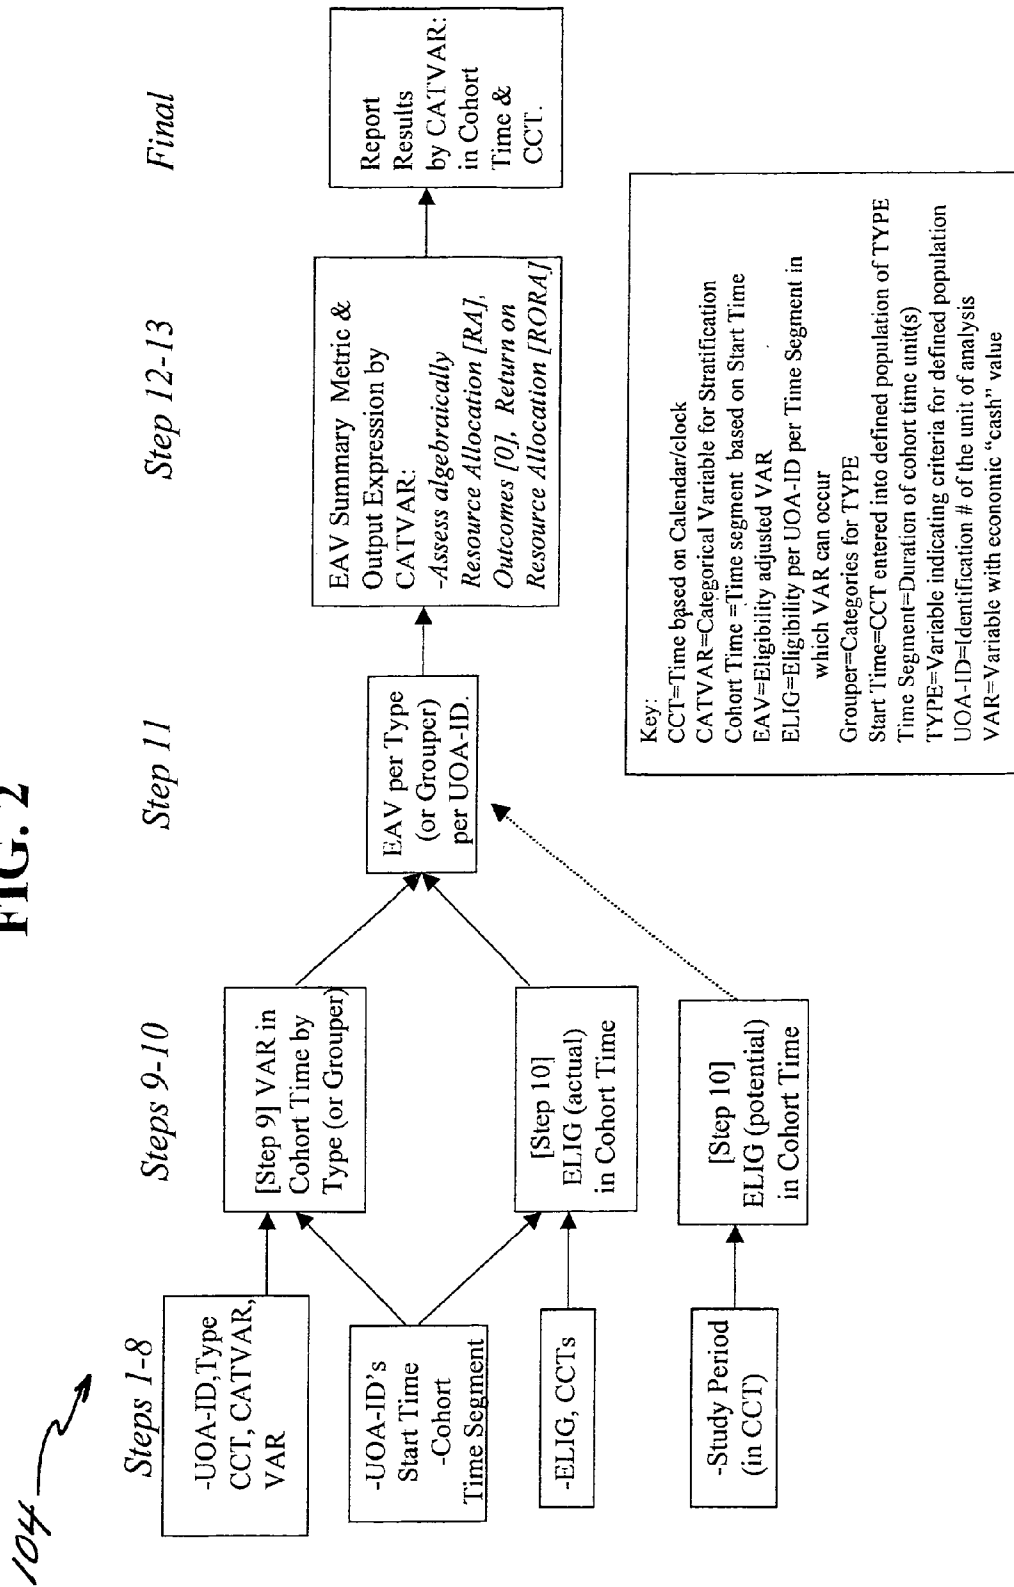 FIG. 2
104
Steps 1-8
Steps 9-10
Step 11
Step 12-13
Final
-UOA-ID,Type
CCT, CATVAR,
VAR
-UOA-ID's
Start Time
-Cohort
Time Segment
-ELIG, CCTs
-Study Period
(in CCT)
[Step 9] VAR in
Cohort Time by
Type (or Grouper)
[Step 10]
ELIG (actual)
in Cohort Time
[Step 10]
ELIG (potential)
in Cohort Time
EAV per Type
(or Grouper)
per UOA-ID.
EAV Summary Metric &
Output Expression by
CATVAR:
-Assess algebraically
Resource Allocation [RA],
Outcomes [0], Return on
Resource Allocation [RORA]
Report
Results
by CATVAR:
in Cohort
Time &
CCT.
Key:
CCT=Time based on Calendar/clock
CATVAR=Categorical Variable for Stratification
Cohort Time =Time segment based on Start Time
EAV=Eligibility adjusted VAR
ELIG=Eligibility per UOA-ID per Time Segment in
which VAR can occur
Grouper=Categories for TYPE
Start Time=CCT entered into defined population of TYPE
Time Segment=Duration of cohort time unit(s)
TYPE=Variable indicating criteria for defined population
UOA-ID=Identification # of the unit of analysis
VAR=Variable with economic “cash” value